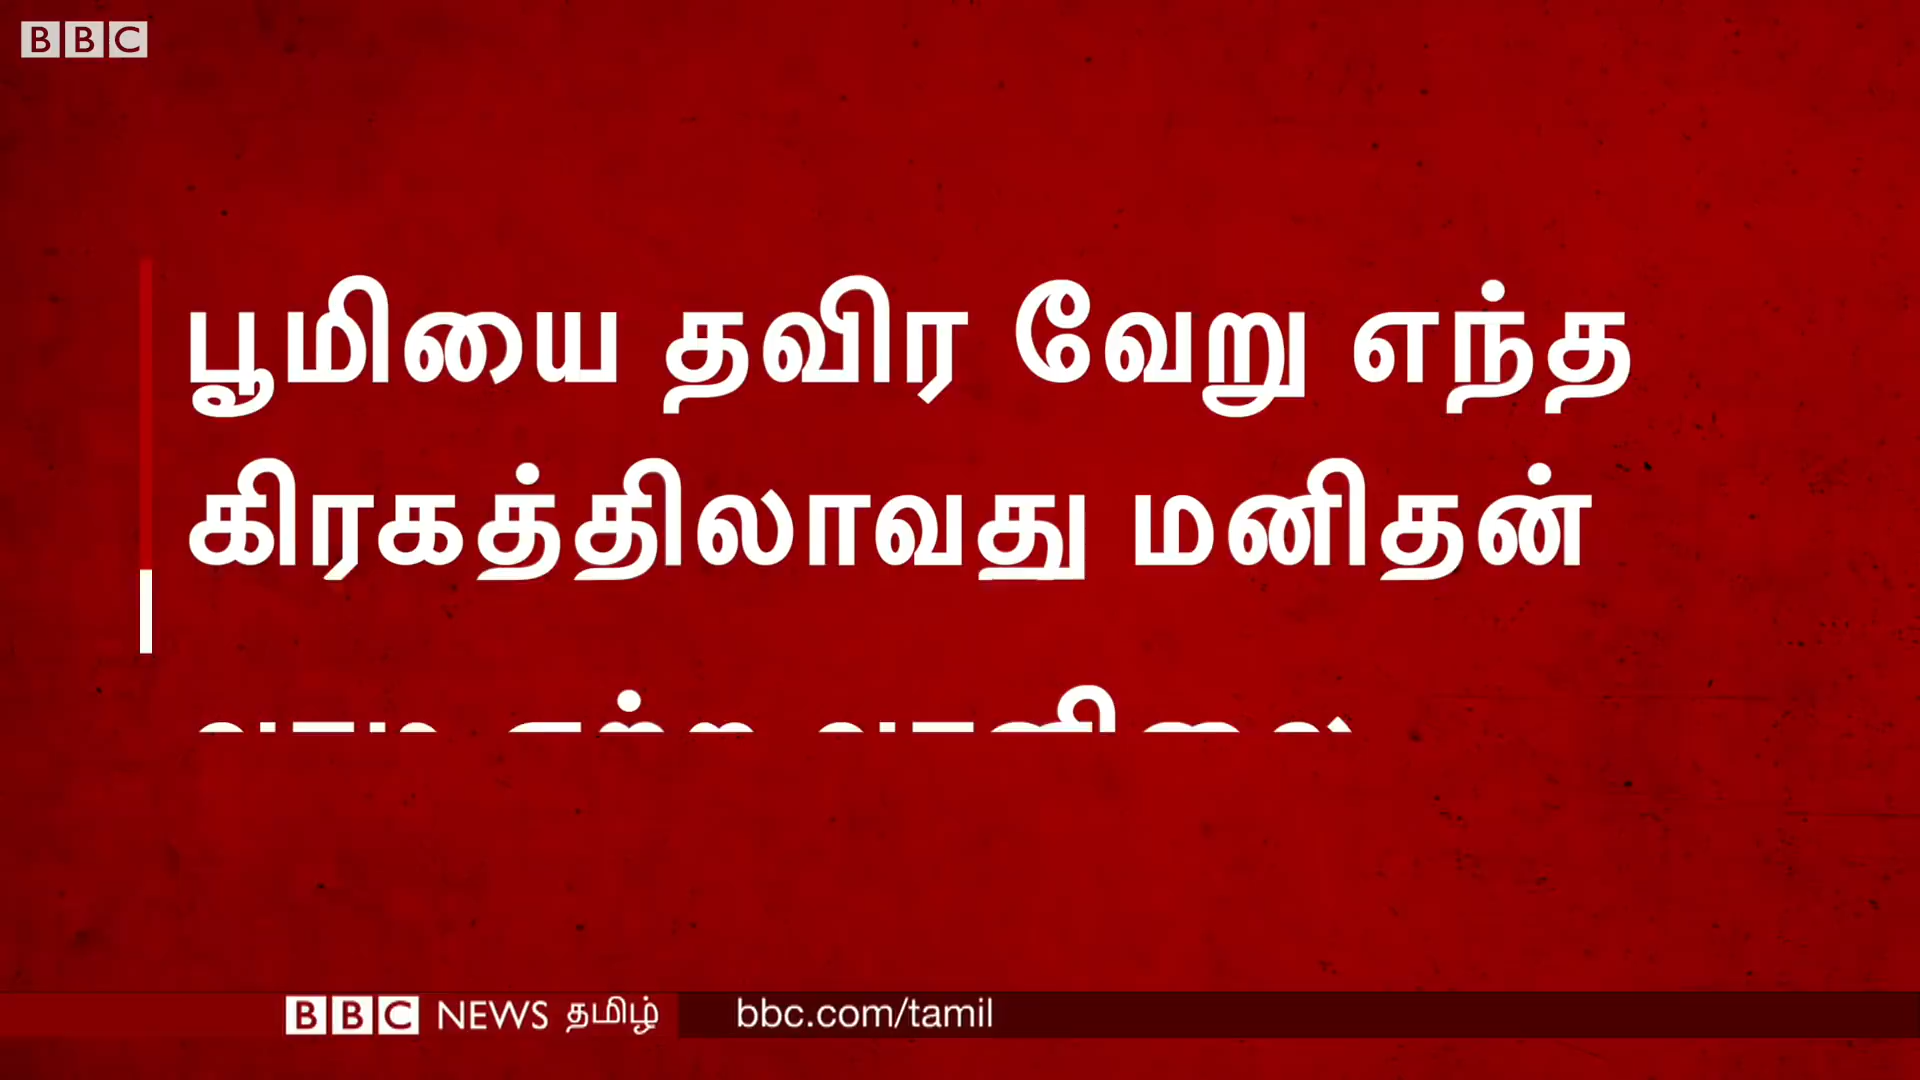 BBC
பூமியை தவிர வேறு எந்த
கிரகத்திலாவது மனிதன்
BBC NEWS தமிழ்
bbc.com/tamil